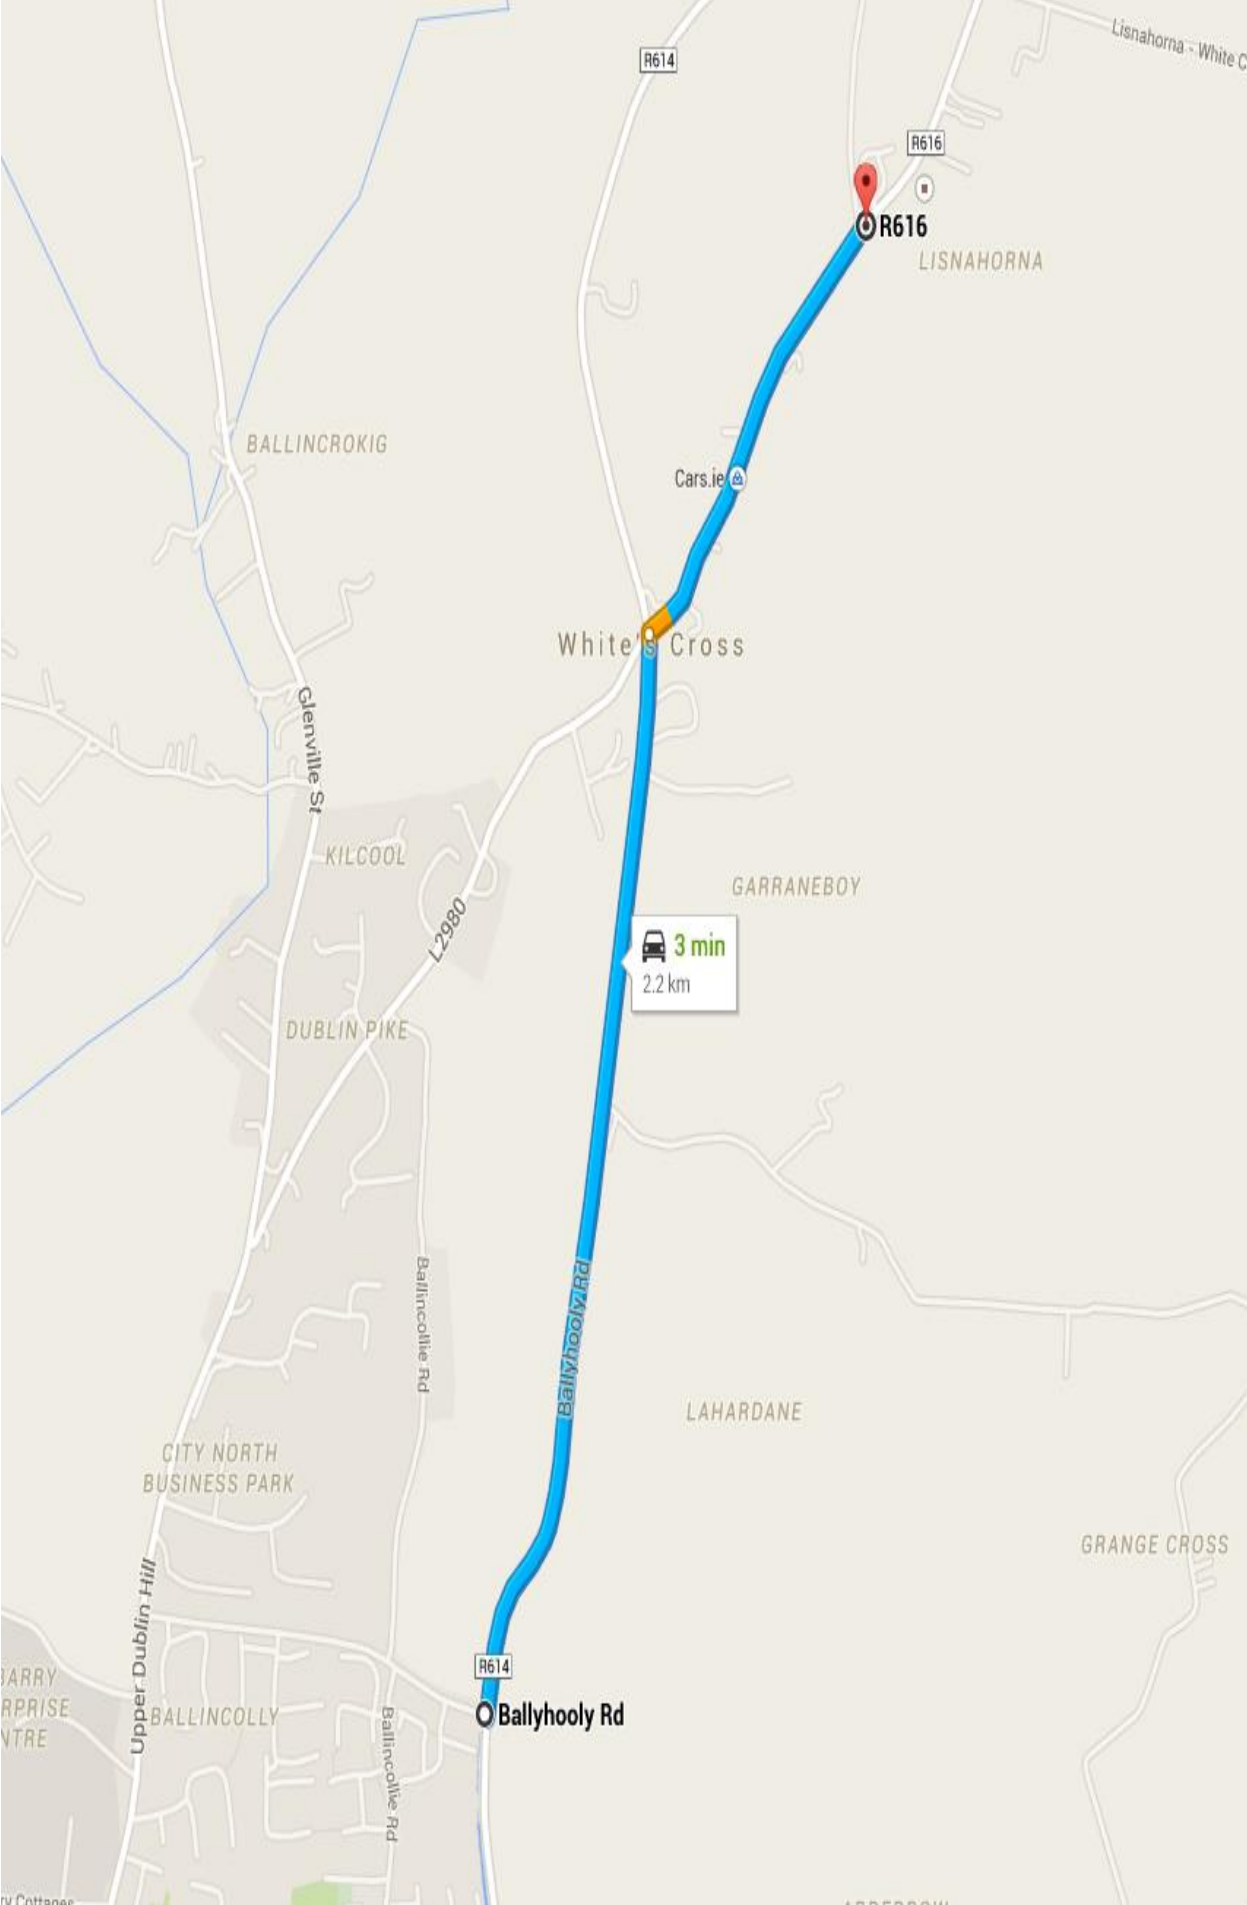 Lisnahorna - White C
R614
R616
R616
LISNAHORNA
BALLINCROKIG
Cars.ie
White's Cross
Glenville St
KILCOOL
GARRANEBOY
L2980
3 min
2.2 km
DUBLIN PIKE
Ballyhooly Rd
Ballincollie Rd
LAHARDANE
CITY NORTH
BUSINESS PARK
GRANGE CROSS
Upper Dublin Hill
R614
BARRY
RPRISE
NTRE
BALLINCOLLY
Ballyhooly Rd
Ballincollie Rd
ry Cottages